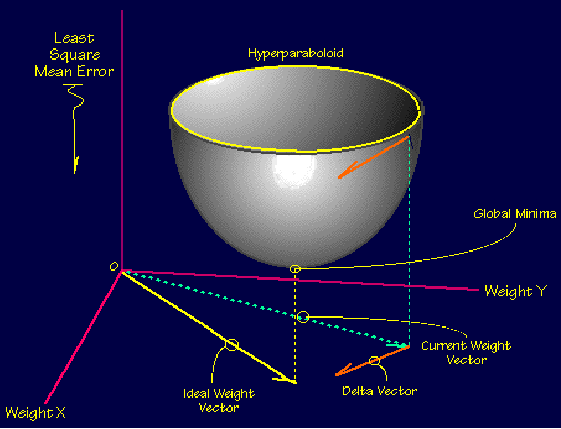 Least
Square
Mean Error
Hyperparaboloid
Global Minima
O
Weight Y
Current Weight
Vector
Ideal Weight
Vector
Delta Vector
Weight X